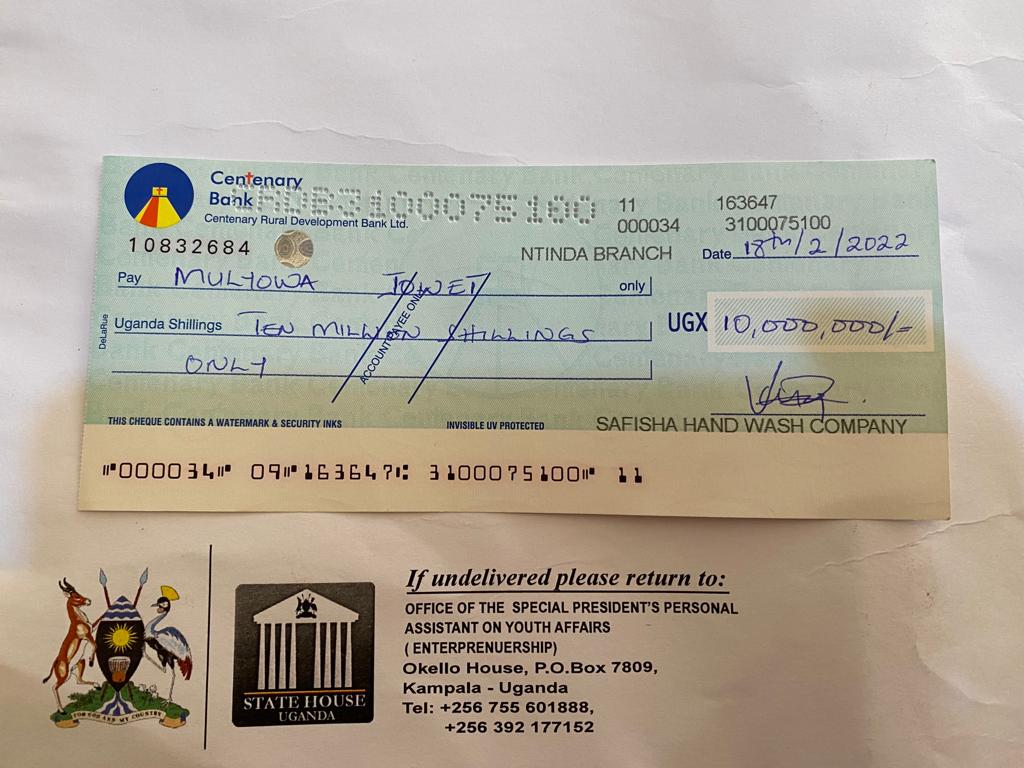 Centenary
Bank
CRDB3100075100
Centenary Rural Development Bank Ltd.
10832684
11 163647
000034 3100075100
NTINDA BRANCH
Date 18th/2/2022
Pay MULYOWA JOWET only
Uganda Shillings TEN MILLION SHILLINGS
ONLY
ACCOUNT PAYEE ONLY
UGX 10,000,000/-
DeLaRue
THIS CHEQUE CONTAINS A WATERMARK & SECURITY INKS
INVISIBLE UV PROTECTED
SAFISHA HAND WASH COMPANY
⑈000034⑈ 09⑈163647⑆ 3100075100⑈ 11
If undelivered please return to:
OFFICE OF THE SPECIAL PRESIDENT'S PERSONAL
ASSISTANT ON YOUTH AFFAIRS
( ENTERPRENUERSHIP)
Okello House, P.O.Box 7809,
Kampala - Uganda
Tel: +256 755 601888,
+256 392 177152
STATE HOUSE
UGANDA
FOR GOD AND MY COUNTRY